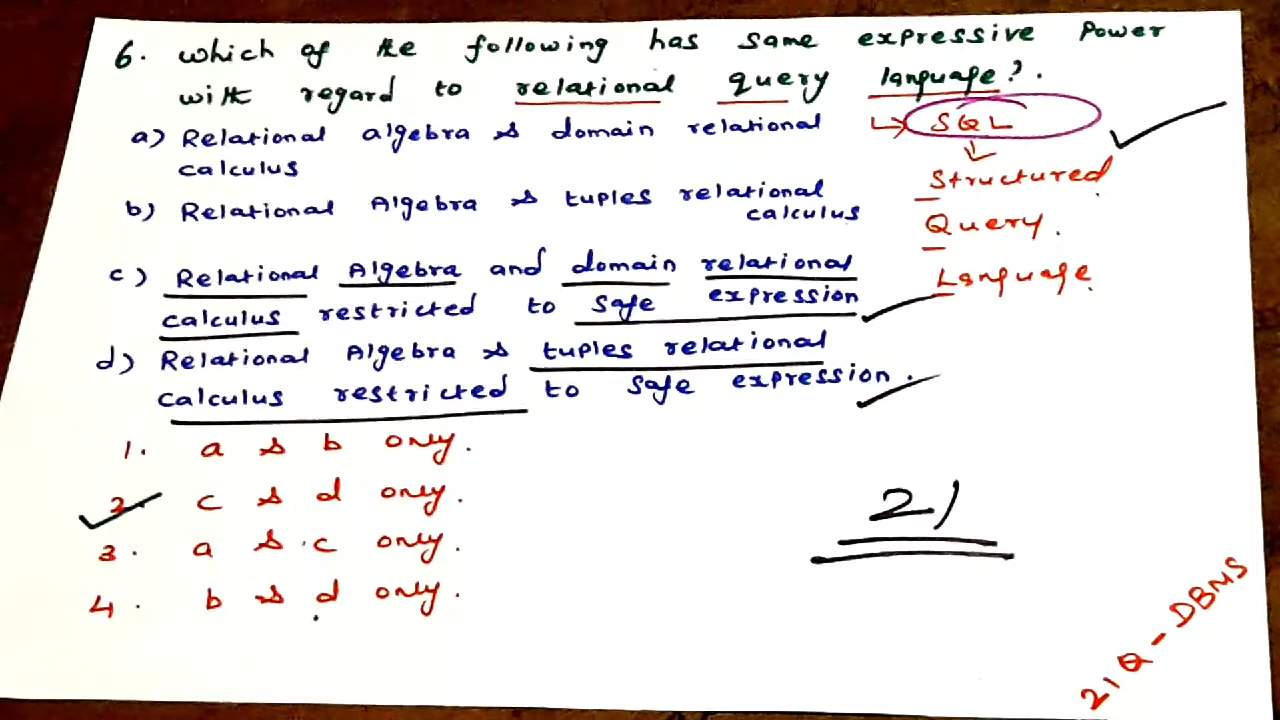 6. which of the following has same expressive Power
with regard to relational query language?.
a) Relational algebra & domain relational
calculus
b) Relational Algebra & tuples relational
calculus
c) Relational Algebra and domain relational
calculus restricted to safe expression
d) Relational Algebra & tuples relational
calculus restricted to safe expression.
1. a & b only.
2. c & d only.
3. a & c only.
4. b & d only.
SQL
Structured
Query.
Language
21
21 Q - DBMS